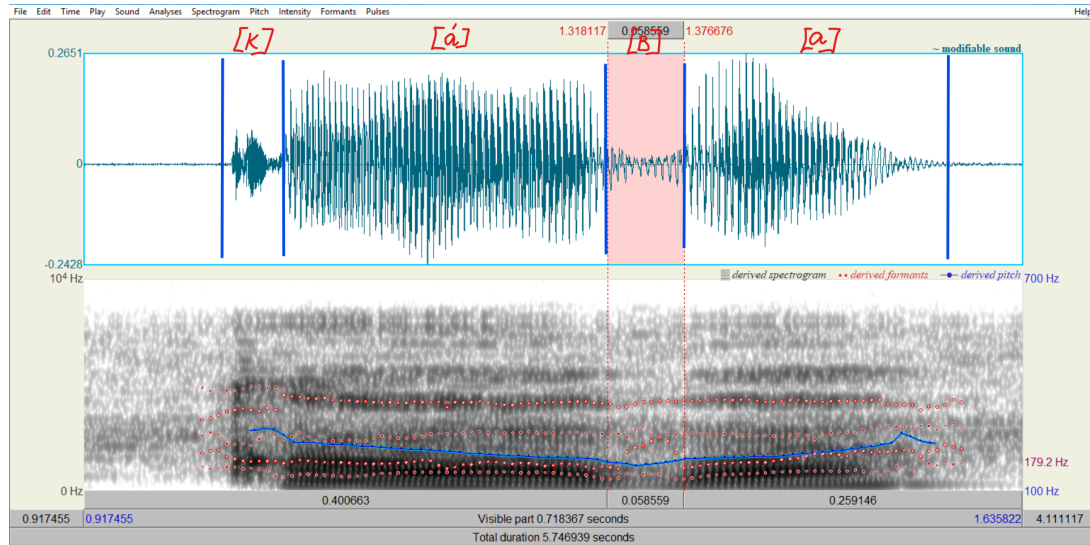 File Edit Time Play Sound Analyses Spectrogram Pitch Intensity Formants Pulses Help
[K] [á] 1.318117 0.058559 [B] 1.376676 [a]
0.2651 ~ modifiable sound
0
-0.2428
10⁴ Hz derived spectrogram derived formants derived pitch 700 Hz
179.2 Hz
0 Hz 100 Hz
0.400663 0.058559 0.259146
0.917455 0.917455 Visible part 0.718367 seconds 1.635822 4.111117
Total duration 5.746939 seconds